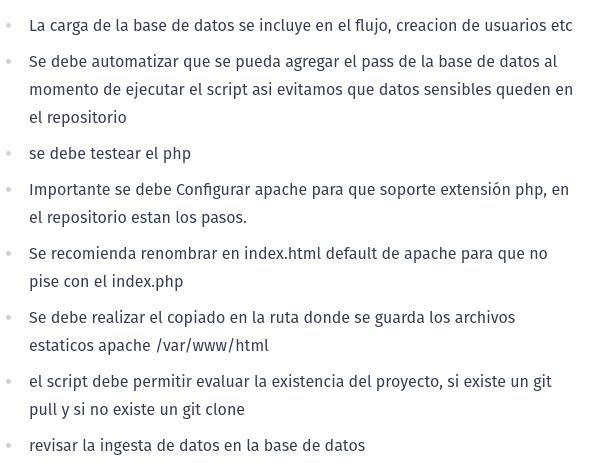 La carga de la base de datos se incluye en el flujo, creacion de usuarios etc
Se debe automatizar que se pueda agregar el pass de la base de datos al
momento de ejecutar el script asi evitamos que datos sensibles queden en
el repositorio
se debe testear el php
Importante se debe Configurar apache para que soporte extensión php, en
el repositorio estan los pasos.
Se recomienda renombrar en index.html default de apache para que no
pise con el index.php
Se debe realizar el copiado en la ruta donde se guarda los archivos
estaticos apache /var/www/html
el script debe permitir evaluar la existencia del proyecto, si existe un git
pull y si no existe un git clone
revisar la ingesta de datos en la base de datos